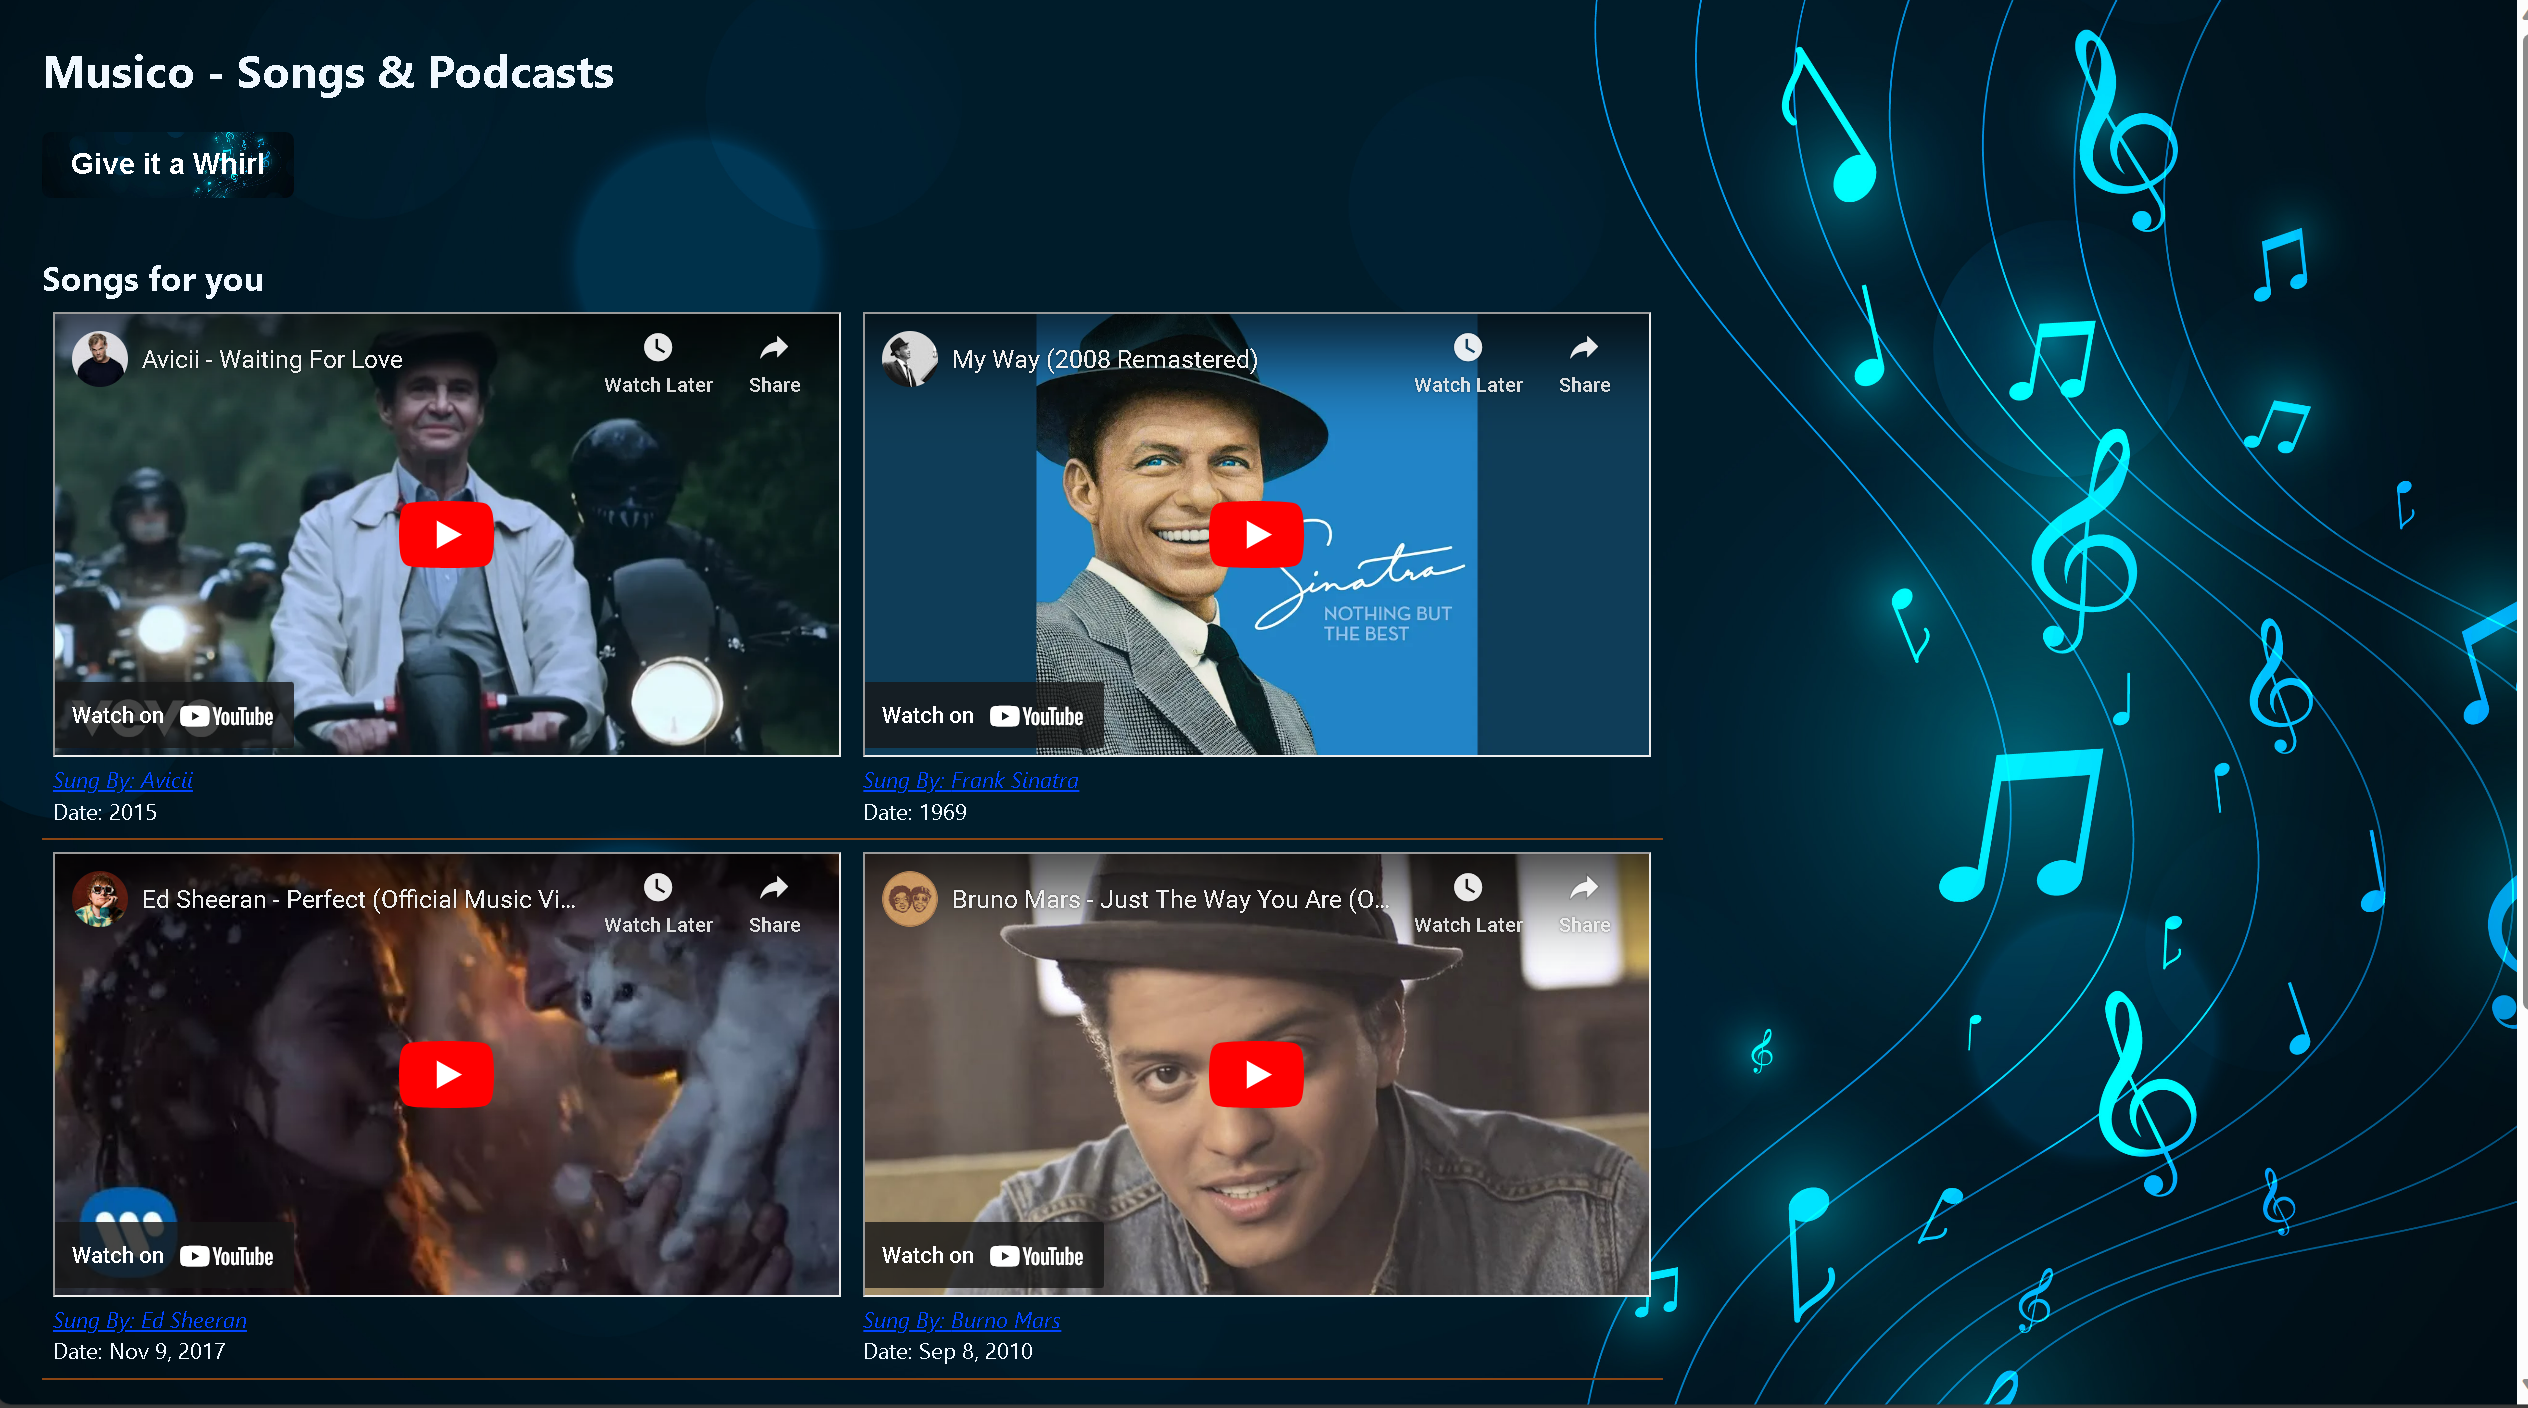 Musico - Songs & Podcasts
Give it a Whirl
Songs for you
Avicii - Waiting For Love
Watch Later
Share
vevo
Watch on YouTube
Sung By: Avicii
Date: 2015
My Way (2008 Remastered)
Watch Later
Share
Sinatra
NOTHING BUT
THE BEST
Watch on YouTube
Sung By: Frank Sinatra
Date: 1969
Ed Sheeran - Perfect (Official Music Vi...
Watch Later
Share
Watch on YouTube
Sung By: Ed Sheeran
Date: Nov 9, 2017
Bruno Mars - Just The Way You Are (O...
Watch Later
Share
Watch on YouTube
Sung By: Burno Mars
Date: Sep 8, 2010